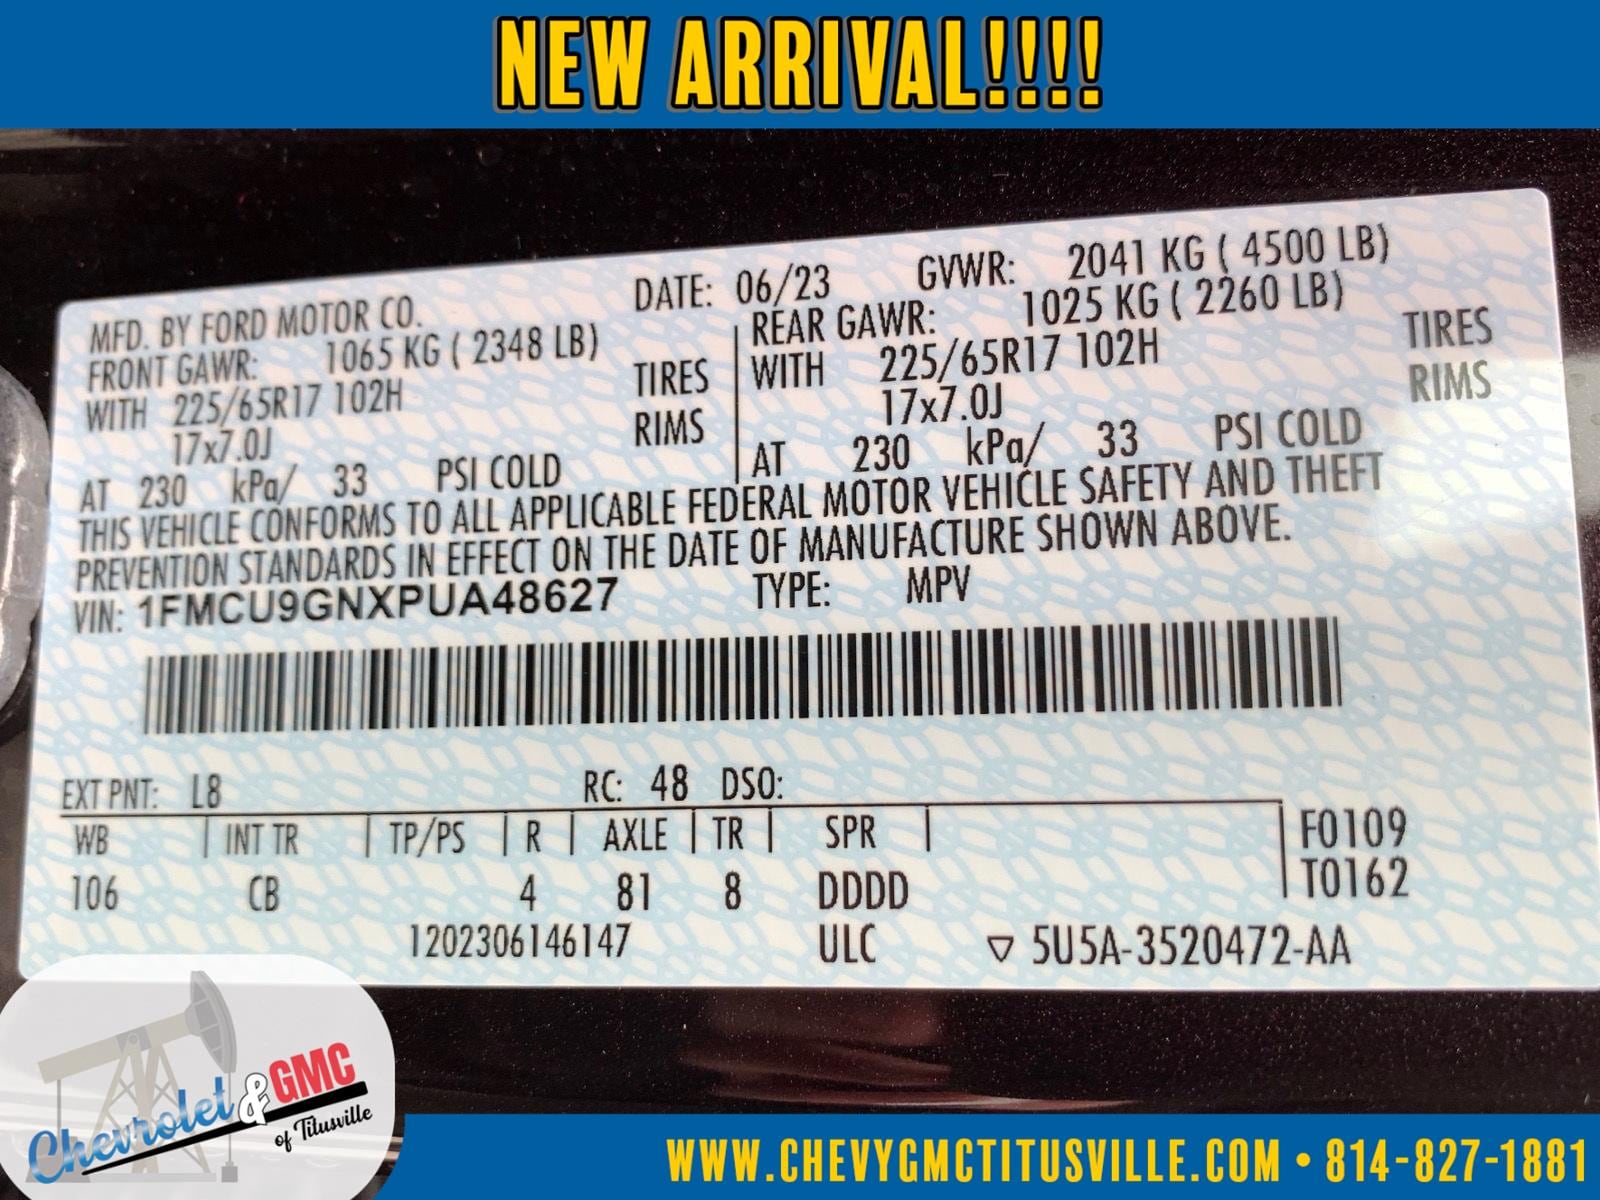 NEW ARRIVAL!!!!
MFD. BY FORD MOTOR CO. DATE: 06/23 GVWR: 2041 KG ( 4500 LB)
FRONT GAWR: 1065 KG ( 2348 LB) REAR GAWR: 1025 KG ( 2260 LB)
WITH 225/65R17 102H TIRES WITH 225/65R17 102H TIRES
17x7.0J RIMS 17x7.0J RIMS
AT 230 kPa/ 33 PSI COLD AT 230 kPa/ 33 PSI COLD
THIS VEHICLE CONFORMS TO ALL APPLICABLE FEDERAL MOTOR VEHICLE SAFETY AND THEFT
PREVENTION STANDARDS IN EFFECT ON THE DATE OF MANUFACTURE SHOWN ABOVE.
VIN: 1FMCU9GNXPUA48627 TYPE: MPV
EXT PNT: L8 RC: 48 DSO:
WB INT TR TP/PS R AXLE TR SPR F0109
T0162
106 CB 4 81 8 DDDD
1202306146147 ULC ▽ 5U5A-3520472-AA
Chevrolet & GMC
of Titusville
WWW.CHEVYGMCTITUSVILLE.COM • 814-827-1881